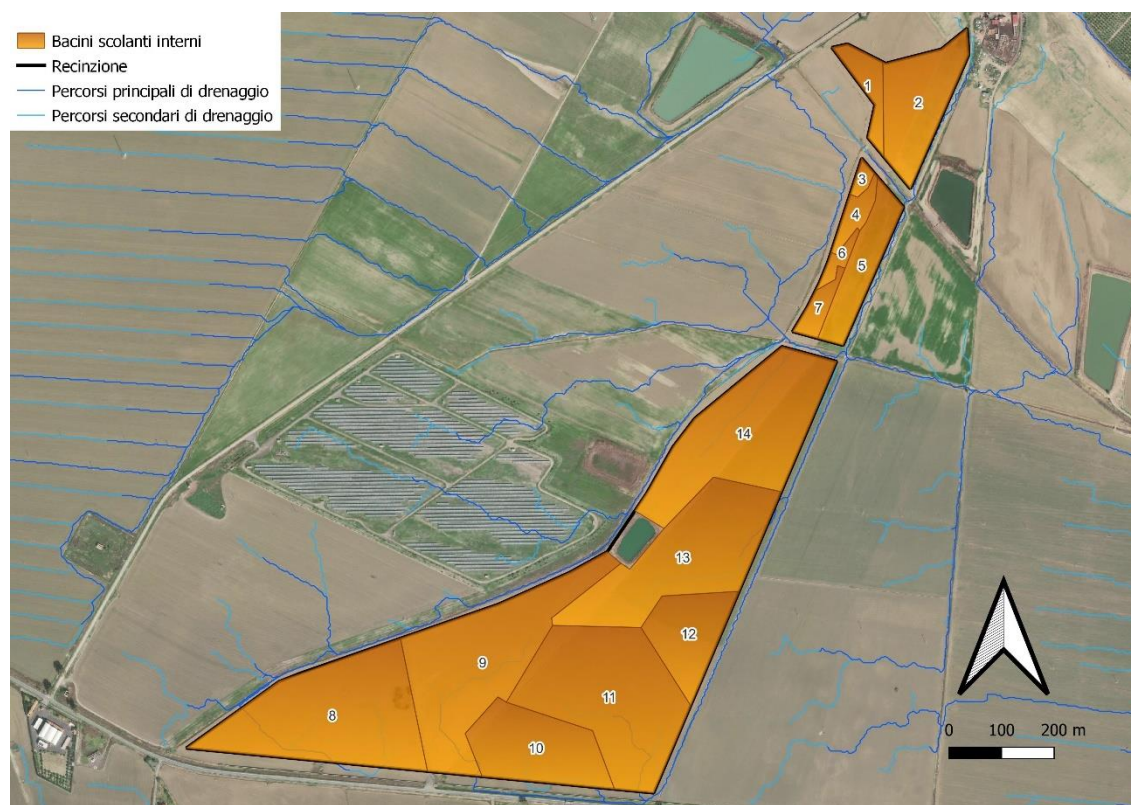 Bacini scolanti interni
Recinzione
Percorsi principali di drenaggio
Percorsi secondari di drenaggio
1
2
3
4
6
5
7
14
13
12
9
11
8
10
0 100 200 m